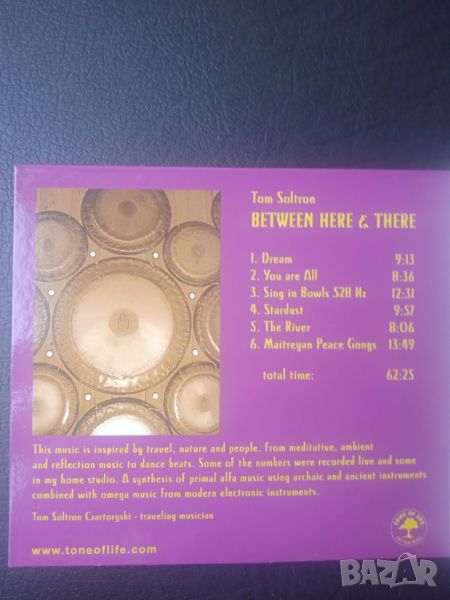 Tom Soltron
BETWEEN HERE & THERE
1. Dream 9:13
2. You are All 8:36
3. Sing in Bowls 528 Hz 12:31
4. Stardust 9:57
5. The River 8:06
6. Maitreyan Peace Gongs 13:49
total time: 62:25
This music is inspired by travel, nature and people. From meditative, ambient
and reflection music to dance beats. Some of the numbers were recorded live and some
in my home studio. A synthesis of primal alfa music using archaic and ancient instruments
combined with omega music from modern electronic instruments.
Tom Soltron Czartoryski - traveling musician
www.toneoflife.com
TONE OF LIFE
BAZAR